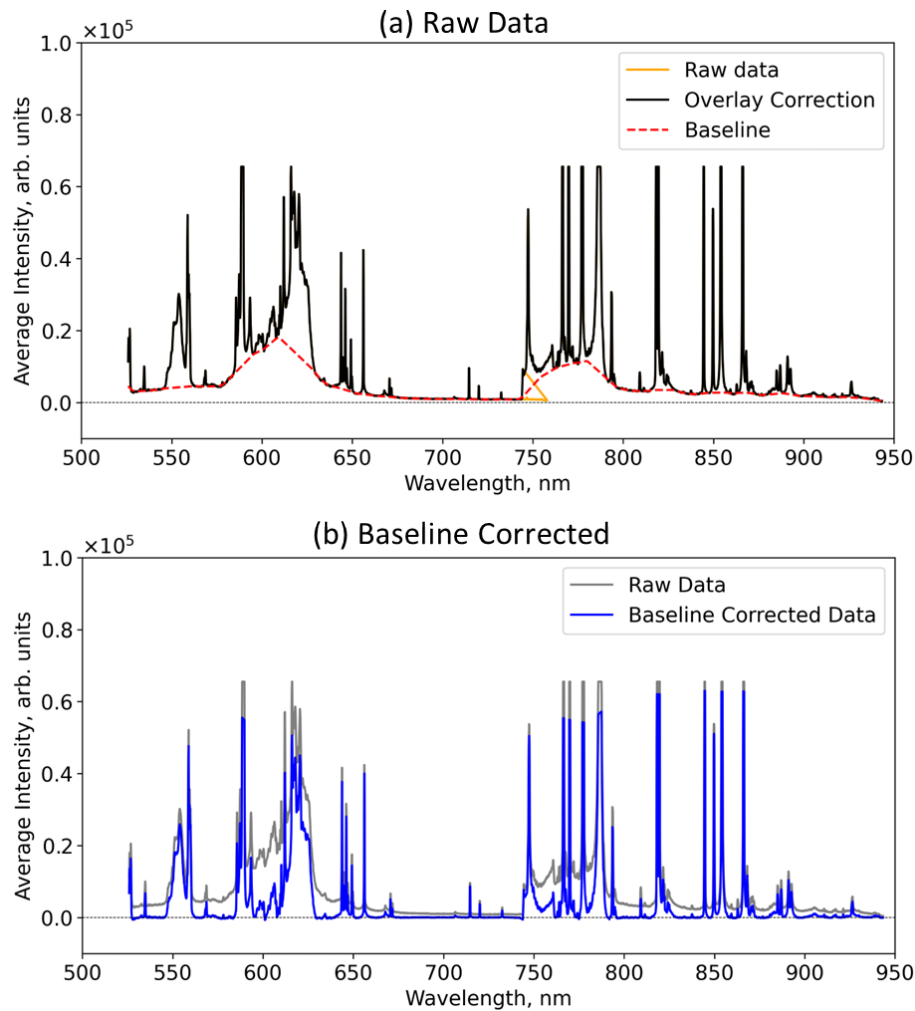 (a) Raw Data
×10⁵
1.0
0.8
0.6
0.4
0.2
0.0
Average Intensity, arb. units
Raw data
Overlay Correction
Baseline
500 550 600 650 700 750 800 850 900 950
Wavelength, nm
(b) Baseline Corrected
×10⁵
1.0
0.8
0.6
0.4
0.2
0.0
Average Intensity, arb. units
Raw Data
Baseline Corrected Data
500 550 600 650 700 750 800 850 900 950
Wavelength, nm